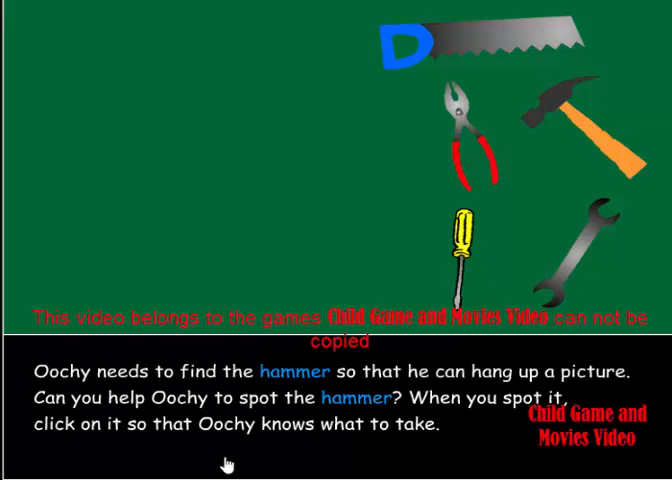 This video belongs to the games Child Game and Movies Video can not be
copied
Oochy needs to find the hammer so that he can hang up a picture.
Can you help Oochy to spot the hammer? When you spot it,
click on it so that Oochy knows what to take.
Child Game and
Movies Video